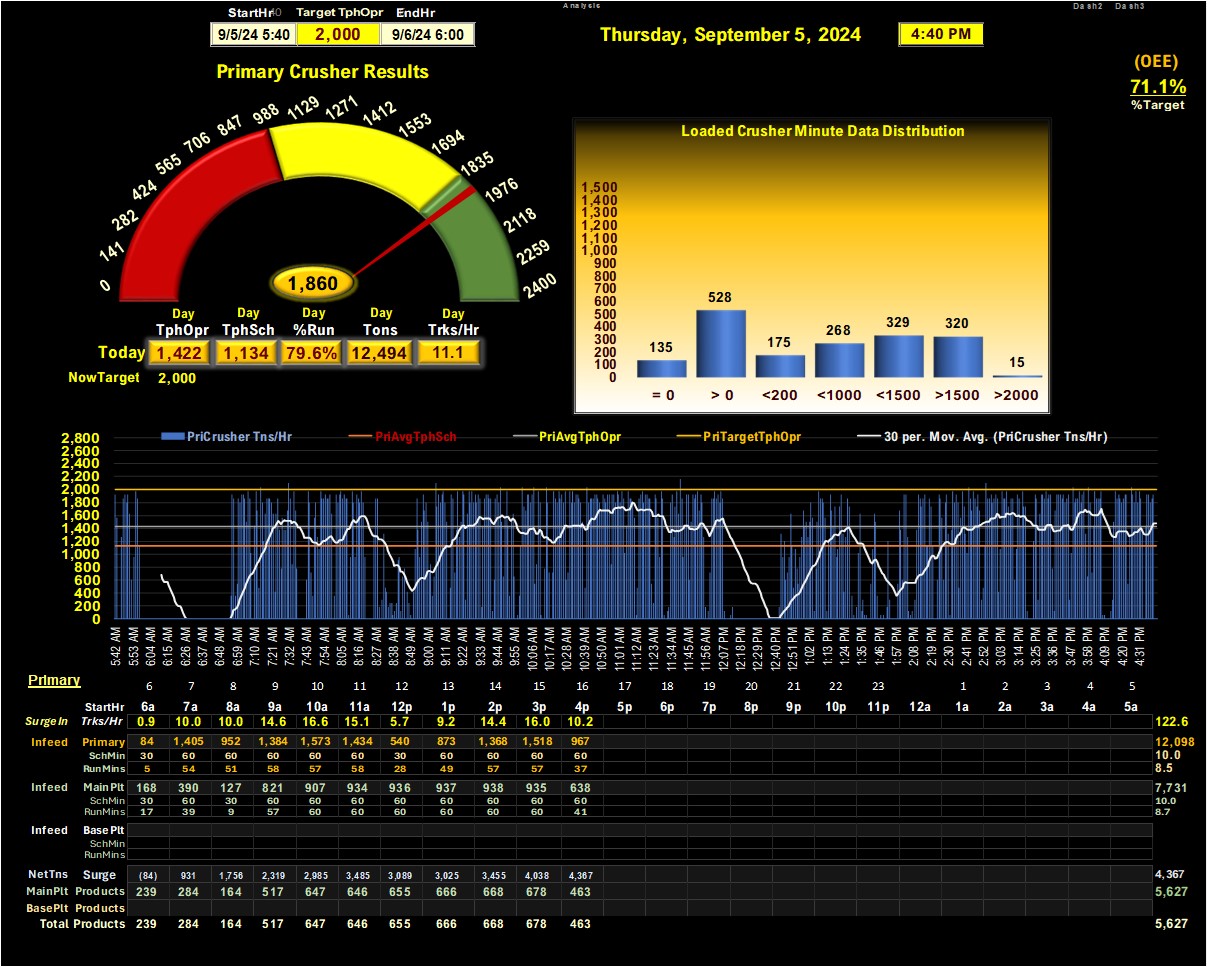 StartHr 40 Target TphOpr EndHr
Analysis
Dash2 Dash3
9/5/24 5:40 2,000 9/6/24 6:00
Thursday, September 5, 2024 4:40 PM
(OEE)
71.1%
%Target
Primary Crusher Results
0 141 282 424 565 706 847 988 1129 1271 1412 1553 1694 1835 1976 2118 2259 2400
1,860
Day Day Day Day Day
TphOpr TphSch %Run Tons Trks/Hr
Today 1,422 1,134 79.6% 12,494 11.1
NowTarget 2,000
Loaded Crusher Minute Data Distribution
1,500
1,400
1,300
1,200
1,100
1,000
900
800
700
600
500
400
300
200
100
0
135 528 175 268 329 320 15
= 0 > 0 <200 <1000 <1500 >1500 >2000
PriCrusher Tns/Hr PriAvgTphSch PriAvgTphOpr PriTargetTphOpr 30 per. Mov. Avg. (PriCrusher Tns/Hr)
2,800
2,600
2,400
2,200
2,000
1,800
1,600
1,400
1,200
1,000
800
600
400
200
0
5:42 AM 5:53 AM 6:04 AM 6:15 AM 6:26 AM 6:37 AM 6:48 AM 6:59 AM 7:10 AM 7:21 AM 7:32 AM 7:43 AM 7:54 AM 8:05 AM 8:16 AM 8:27 AM 8:38 AM 8:49 AM 9:00 AM 9:11 AM 9:22 AM 9:33 AM 9:44 AM 9:55 AM 10:06 AM 10:17 AM 10:28 AM 10:39 AM 10:50 AM 11:01 AM 11:12 AM 11:23 AM 11:34 AM 11:45 AM 11:56 AM 12:07 PM 12:18 PM 12:29 PM 12:40 PM 12:51 PM 1:02 PM 1:13 PM 1:24 PM 1:35 PM 1:46 PM 1:57 PM 2:08 PM 2:19 PM 2:30 PM 2:41 PM 2:52 PM 3:03 PM 3:14 PM 3:25 PM 3:36 PM 3:47 PM 3:58 PM 4:09 PM 4:20 PM 4:31 PM
Primary
6 7 8 9 10 11 12 13 14 15 16 17 18 19 20 21 22 23 1 2 3 4 5
StartHr 6a 7a 8a 9a 10a 11a 12p 1p 2p 3p 4p 5p 6p 7p 8p 9p 10p 11p 12a 1a 2a 3a 4a 5a
SurgeIn Trks/Hr 0.9 10.0 10.0 14.6 16.6 15.1 5.7 9.2 14.4 16.0 10.2 122.6
Infeed Primary 84 1,405 952 1,384 1,573 1,434 540 873 1,368 1,518 967 12,098
SchMin 30 60 60 60 60 60 30 60 60 60 60 10.0
RunMins 5 54 51 58 57 58 28 49 57 57 37 8.5
Infeed MainPlt 168 390 127 821 907 934 936 937 938 935 638 7,731
SchMin 30 60 30 60 60 60 60 60 60 60 60 10.0
RunMins 17 39 9 57 60 60 60 60 60 60 41 8.7
Infeed Base Plt
SchMin
RunMins
NetTns Surge (84) 931 1,756 2,319 2,985 3,485 3,089 3,025 3,455 4,038 4,367 4,367
MainPlt Products 239 284 164 517 647 646 655 666 668 678 463 5,627
BasePlt Products
Total Products 239 284 164 517 647 646 655 666 668 678 463 5,627